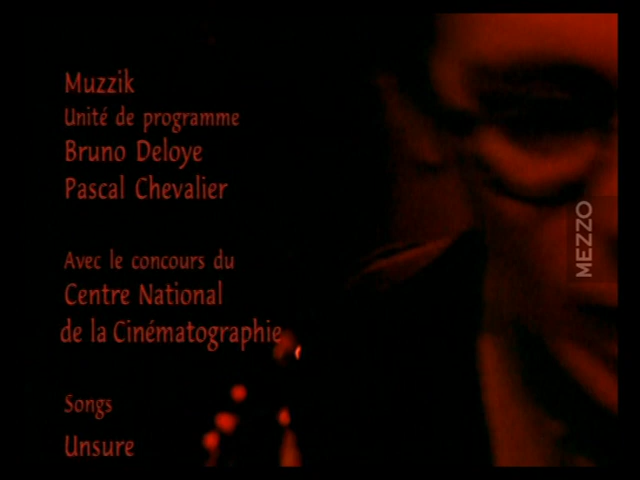 Muzzik
Unité de programme
Bruno Deloye
Pascal Chevalier
Avec le concours du
Centre National
de la Cinématographie
Songs
Unsure
MEZZO